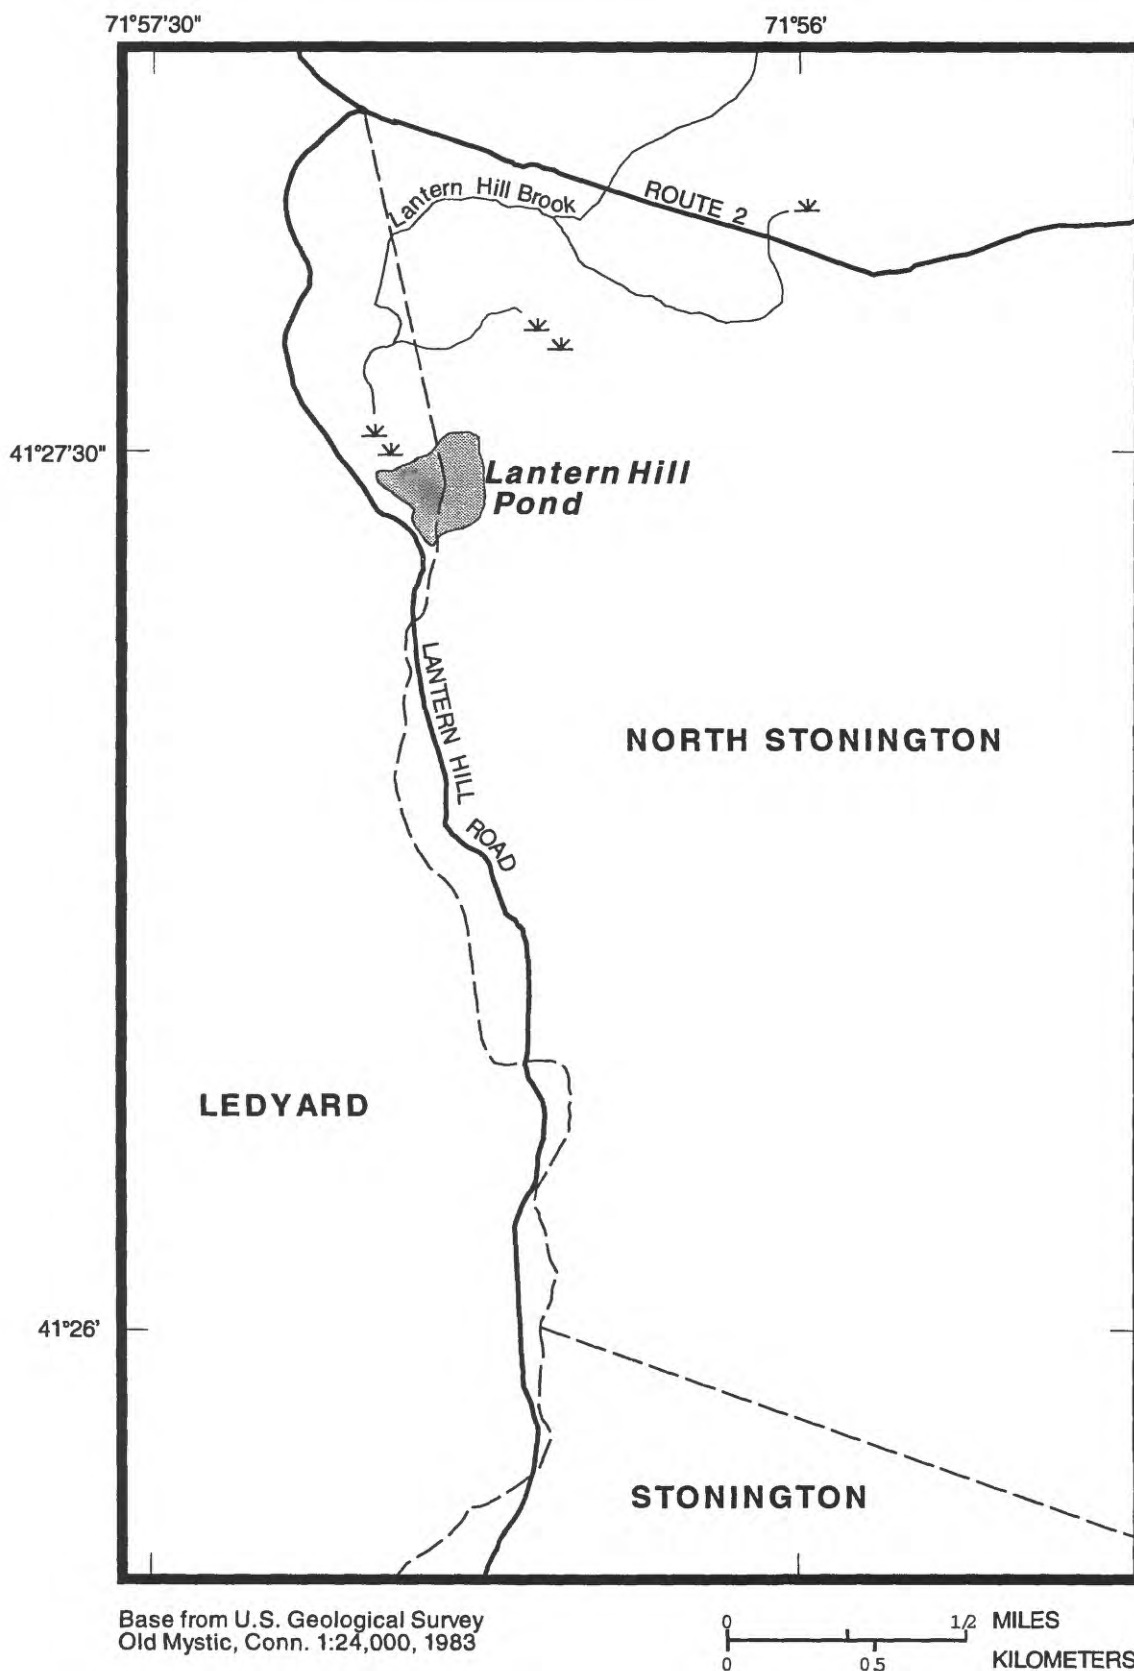 71°57'30"
71°56'
Lantern Hill Brook
ROUTE 2
41°27'30"
Lantern Hill
Pond
LANTERN HILL
ROAD
NORTH STONINGTON
LEDYARD
41°26'
STONINGTON
Base from U.S. Geological Survey
Old Mystic, Conn. 1:24,000, 1983
0 1/2 MILES
0 0.5 KILOMETERS